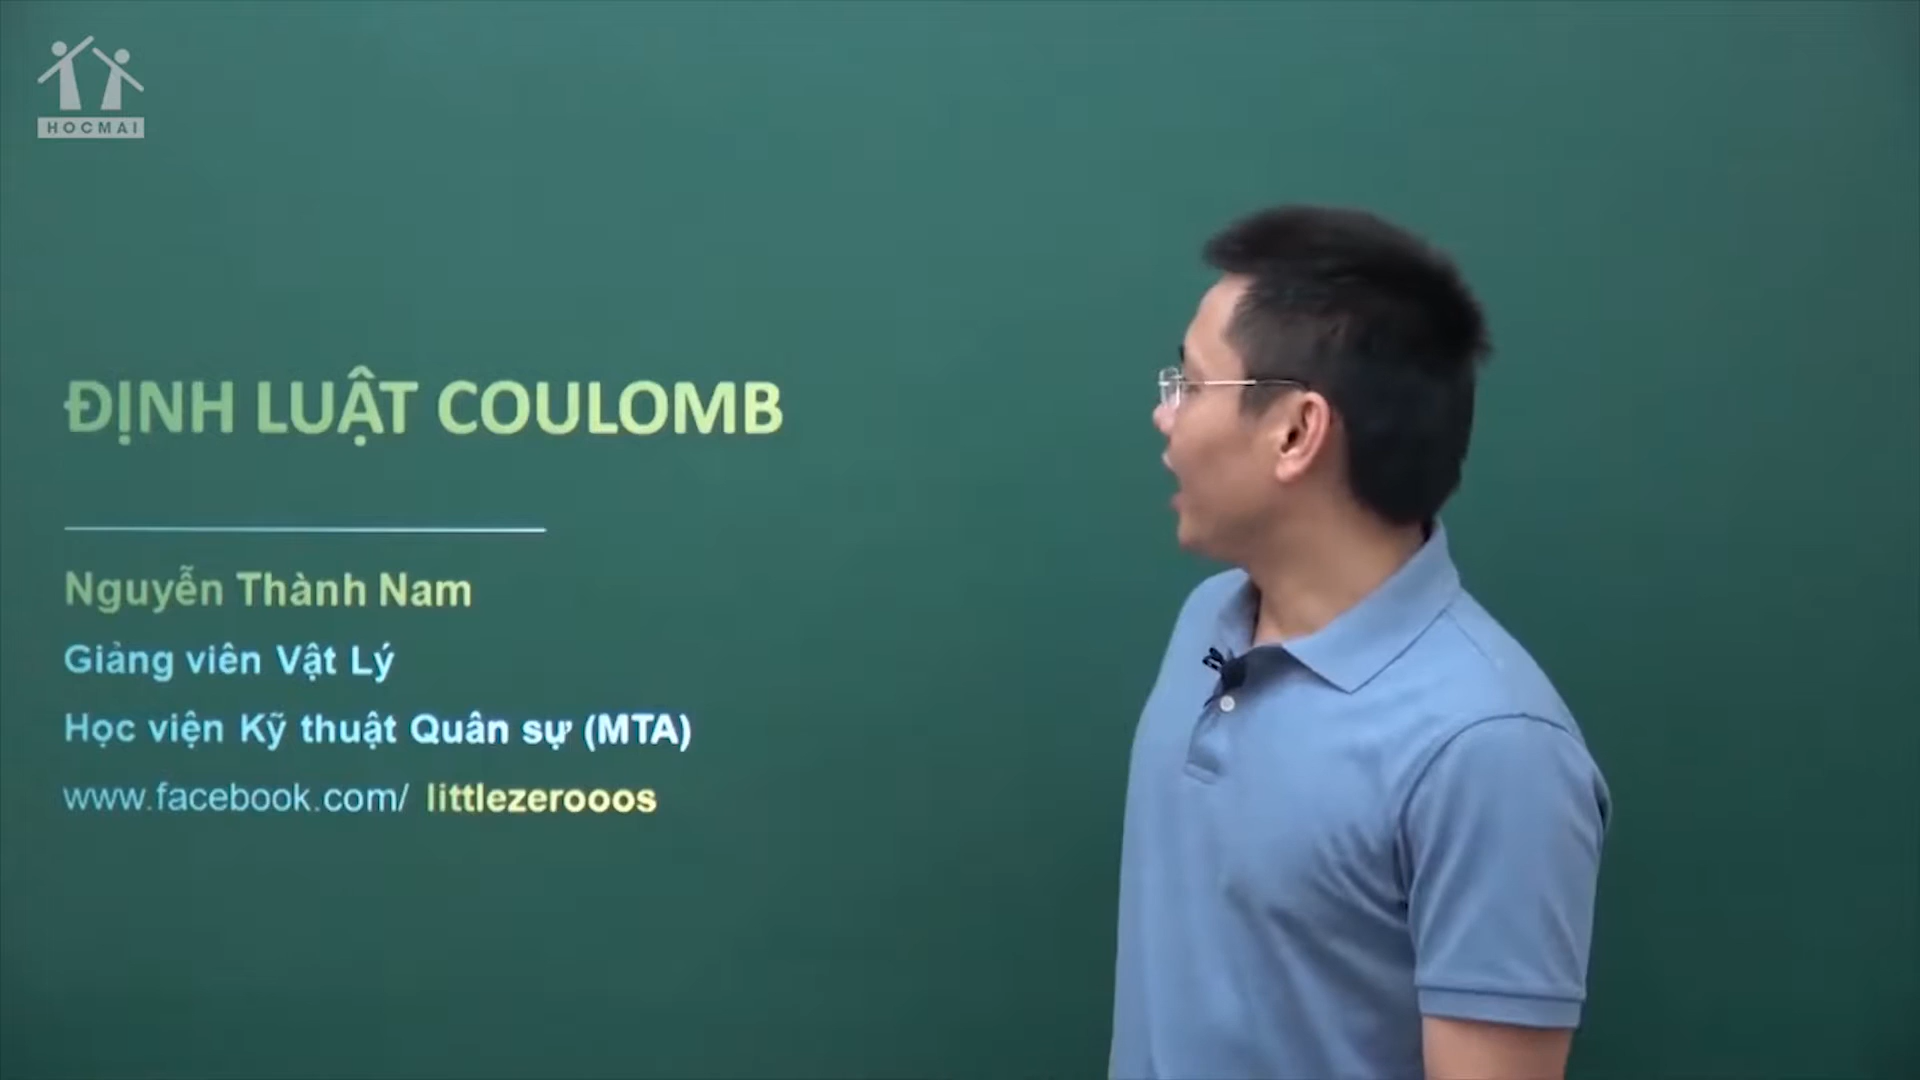 HOCMAI
ĐỊNH LUẬT COULOMB
Nguyễn Thành Nam
Giảng viên Vật Lý
Học viện Kỹ thuật Quân sự (MTA)
www.facebook.com/ littlezerooos